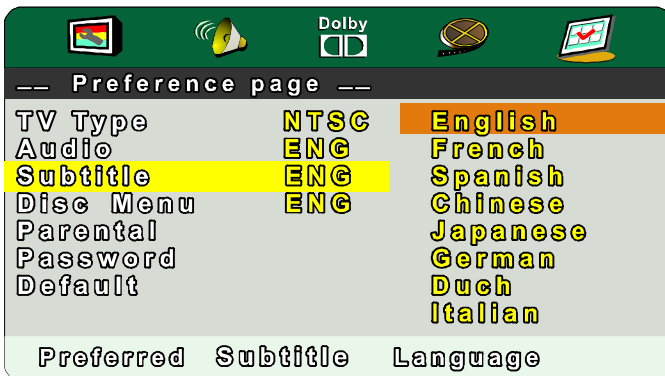 Dolby
-- Preference page --
TV Type NTSC English
Audio ENG French
Subtitle ENG Spanish
Disc Menu ENG Chinese
Parental Japanese
Password German
Default Duch
Italian
Preferred Subtitle Language